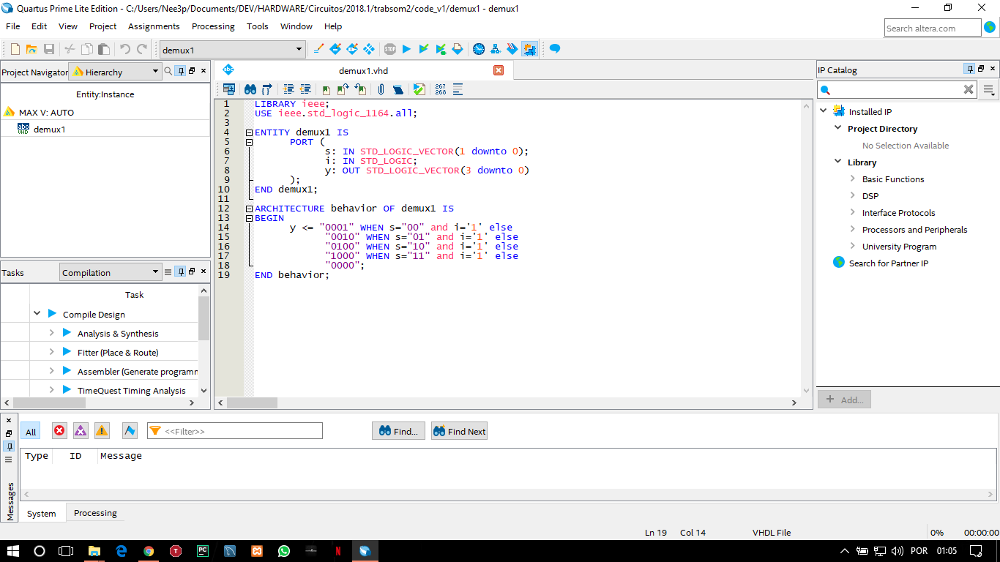 Quartus Prime Lite Edition - C:/Users/Nee3p/Documents/DEV/HARDWARE/Circuitos/2018.1/trabsom2/code_v1/demux1 - demux1
File Edit View Project Assignments Processing Tools Window Help
Search altera.com
demux1
STOP
Project Navigator Hierarchy
Entity:Instance
MAX V: AUTO
abc VHD demux1
abc demux1.vhd
267
268
1 LIBRARY ieee;
2 USE ieee.std_logic_1164.all;
3
4 ENTITY demux1 IS
5 PORT (
6 s: IN STD_LOGIC_VECTOR(1 downto 0);
7 i: IN STD_LOGIC;
8 y: OUT STD_LOGIC_VECTOR(3 downto 0)
9 );
10 END demux1;
11
12 ARCHITECTURE behavior OF demux1 IS
13 BEGIN
14 y <= "0001" WHEN s="00" and i='1' else
15 "0010" WHEN s="01" and i='1' else
16 "0100" WHEN s="10" and i='1' else
17 "1000" WHEN s="11" and i='1' else
18 "0000";
19 END behavior;
IP Catalog
Installed IP
Project Directory
No Selection Available
Library
Basic Functions
DSP
Interface Protocols
Processors and Peripherals
University Program
Search for Partner IP
+ Add...
Tasks Compilation
Task
Compile Design
Analysis & Synthesis
Fitter (Place & Route)
Assembler (Generate programm
TimeQuest Timing Analysis
All <<Filter>> Find... Find Next
Type ID Message
Messages
System Processing
Ln 19 Col 14 VHDL File 0% 00:00:00
T PC N POR 01:05